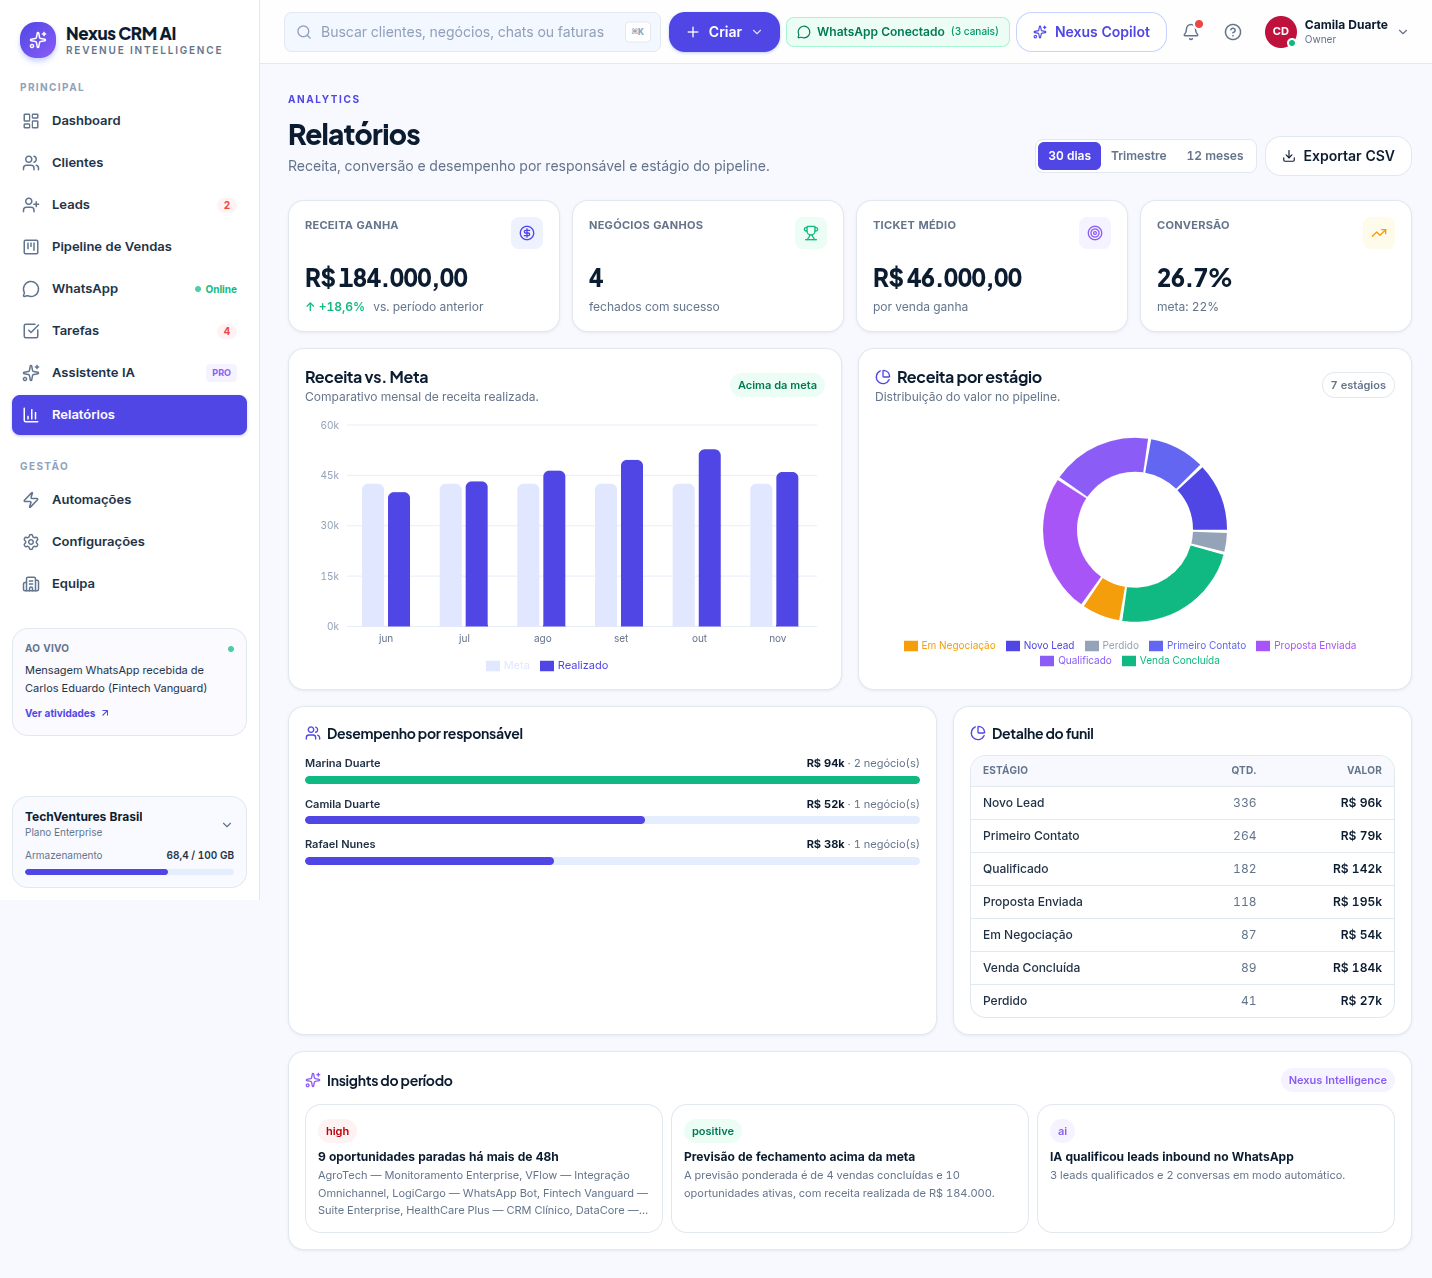 Nexus CRM AI
REVENUE INTELLIGENCE
PRINCIPAL
Dashboard
Clientes
Leads 2
Pipeline de Vendas
WhatsApp Online
Tarefas 4
Assistente IA PRO
Relatórios
GESTÃO
Automações
Configurações
Equipa
AO VIVO
Mensagem WhatsApp recebida de
Carlos Eduardo (Fintech Vanguard)
Ver atividades
TechVentures Brasil
Plano Enterprise
Armazenamento 68,4 / 100 GB
Buscar clientes, negócios, chats ou faturas ⌘K
Criar
WhatsApp Conectado (3 canais)
Nexus Copilot
CD
Camila Duarte
Owner
ANALYTICS
Relatórios
Receita, conversão e desempenho por responsável e estágio do pipeline.
30 dias Trimestre 12 meses
Exportar CSV
RECEITA GANHA
R$ 184.000,00
↑ +18,6% vs. período anterior
NEGÓCIOS GANHOS
4
fechados com sucesso
TICKET MÉDIO
R$ 46.000,00
por venda ganha
CONVERSÃO
26.7%
meta: 22%
Receita vs. Meta
Comparativo mensal de receita realizada.
Acima da meta
60k
45k
30k
15k
0k
jun jul ago set out nov
Meta Realizado
Receita por estágio
Distribuição do valor no pipeline.
7 estágios
Em Negociação Novo Lead Perdido Primeiro Contato Proposta Enviada
Qualificado Venda Concluída
Desempenho por responsável
Marina Duarte R$ 94k · 2 negócio(s)
Camila Duarte R$ 52k · 1 negócio(s)
Rafael Nunes R$ 38k · 1 negócio(s)
Detalhe do funil
ESTÁGIO QTD. VALOR
Novo Lead 336 R$ 96k
Primeiro Contato 264 R$ 79k
Qualificado 182 R$ 142k
Proposta Enviada 118 R$ 195k
Em Negociação 87 R$ 54k
Venda Concluída 89 R$ 184k
Perdido 41 R$ 27k
Insights do período
Nexus Intelligence
high
9 oportunidades paradas há mais de 48h
AgroTech — Monitoramento Enterprise, VFlow — Integração
Omnichannel, LogiCargo — WhatsApp Bot, Fintech Vanguard —
Suite Enterprise, HealthCare Plus — CRM Clínico, DataCore —...
positive
Previsão de fechamento acima da meta
A previsão ponderada é de 4 vendas concluídas e 10
oportunidades ativas, com receita realizada de R$ 184.000.
ai
IA qualificou leads inbound no WhatsApp
3 leads qualificados e 2 conversas em modo automático.